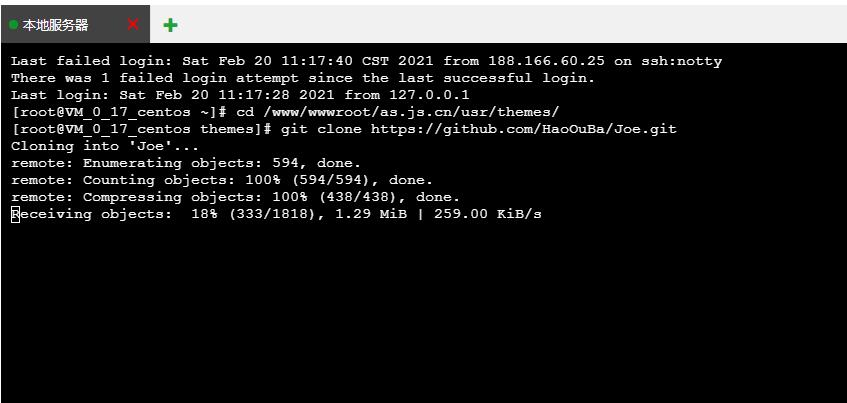 本地服务器
Last failed login: Sat Feb 20 11:17:40 CST 2021 from 188.166.60.25 on ssh:notty
There was 1 failed login attempt since the last successful login.
Last login: Sat Feb 20 11:17:28 2021 from 127.0.0.1
[root@VM_0_17_centos ~]# cd /www/wwwroot/as.js.cn/usr/themes/
[root@VM_0_17_centos themes]# git clone https://github.com/HaoOuBa/Joe.git
Cloning into 'Joe'...
remote: Enumerating objects: 594, done.
remote: Counting objects: 100% (594/594), done.
remote: Compressing objects: 100% (438/438), done.
Receiving objects:  18% (333/1818), 1.29 MiB | 259.00 KiB/s